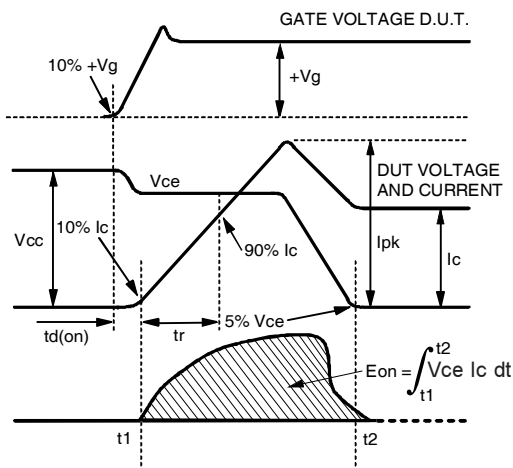 GATE VOLTAGE D.U.T.
10% +Vg
+Vg
Vce
DUT VOLTAGE
AND CURRENT
Vcc
10% Ic
90% Ic
Ipk
Ic
td(on)
tr
5% Vce
Eon = ∫ Vce Ic dt
t2
t1
t1
t2